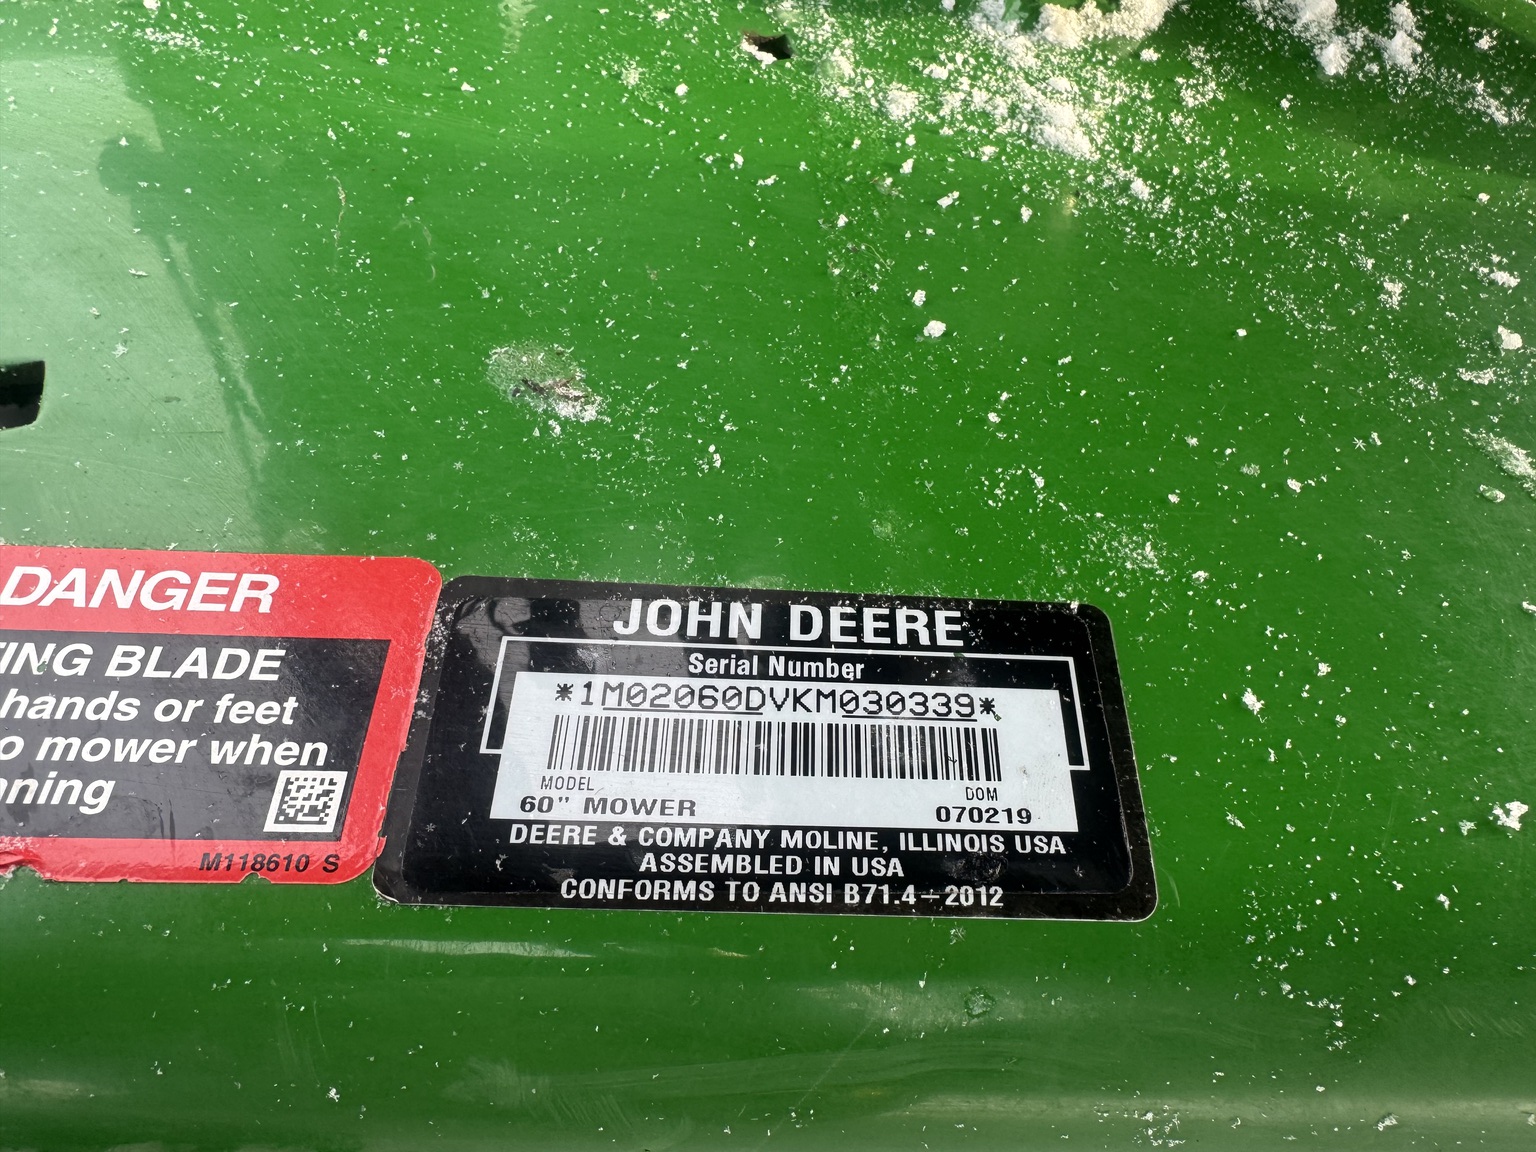 DANGER
ING BLADE
hands or feet
o mower when
ning
M118610 S
JOHN DEERE
Serial Number
*1M02060DVKM030339*
MODEL
60" MOWER
DOM
070219
DEERE & COMPANY MOLINE, ILLINOIS USA
ASSEMBLED IN USA
CONFORMS TO ANSI B71.4-2012